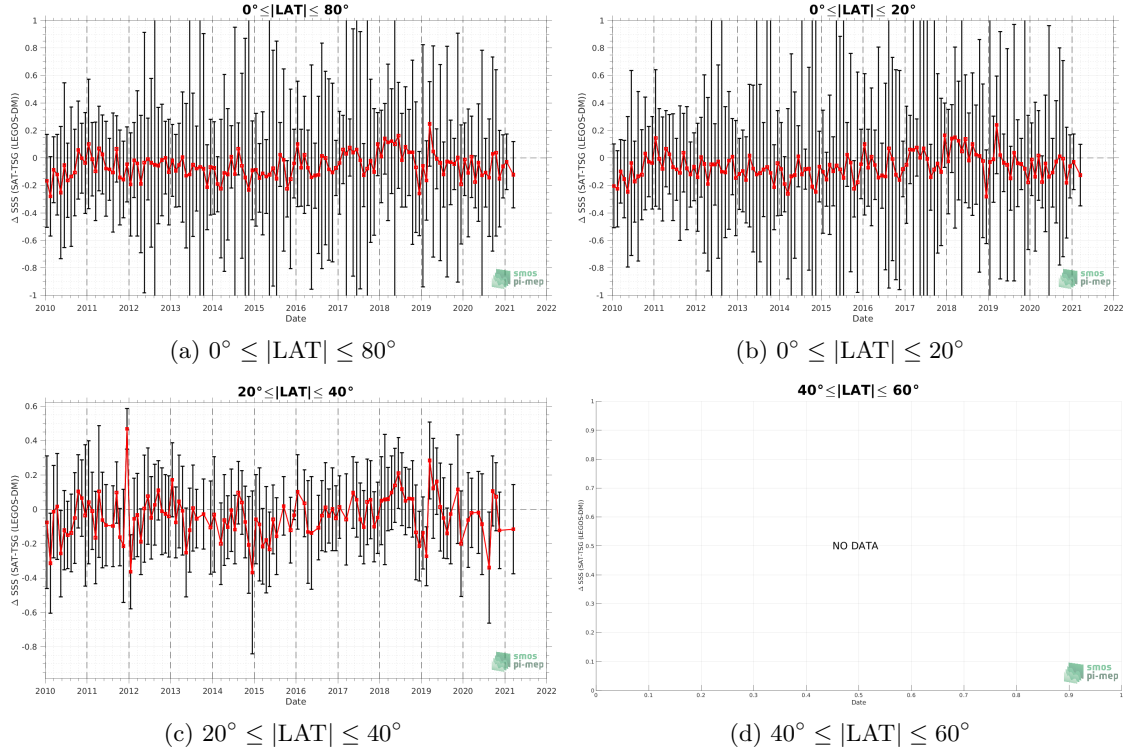 0°≤|LAT|≤ 80°
Δ SSS (SAT-TSG (LEGOS-DM))
1
0.8
0.6
0.4
0.2
0
-0.2
-0.4
-0.6
-0.8
-1
2010 2011 2012 2013 2014 2015 2016 2017 2018 2019 2020 2021 2022
Date
smos
pi-mep
(a) 0° ≤ |LAT| ≤ 80°
0°≤|LAT|≤ 20°
Δ SSS (SAT-TSG (LEGOS-DM))
1
0.8
0.6
0.4
0.2
0
-0.2
-0.4
-0.6
-0.8
-1
2010 2011 2012 2013 2014 2015 2016 2017 2018 2019 2020 2021 2022
Date
smos
pi-mep
(b) 0° ≤ |LAT| ≤ 20°
20°≤|LAT|≤ 40°
Δ SSS (SAT-TSG (LEGOS-DM))
0.6
0.4
0.2
0
-0.2
-0.4
-0.6
-0.8
2010 2011 2012 2013 2014 2015 2016 2017 2018 2019 2020 2021 2022
Date
smos
pi-mep
(c) 20° ≤ |LAT| ≤ 40°
40°≤|LAT|≤ 60°
Δ SSS (SAT-TSG (LEGOS-DM))
1
0.9
0.8
0.7
0.6
0.5
0.4
0.3
0.2
0.1
0
NO DATA
0 0.1 0.2 0.3 0.4 0.5 0.6 0.7 0.8 0.9 1
Date
smos
pi-mep
(d) 40° ≤ |LAT| ≤ 60°